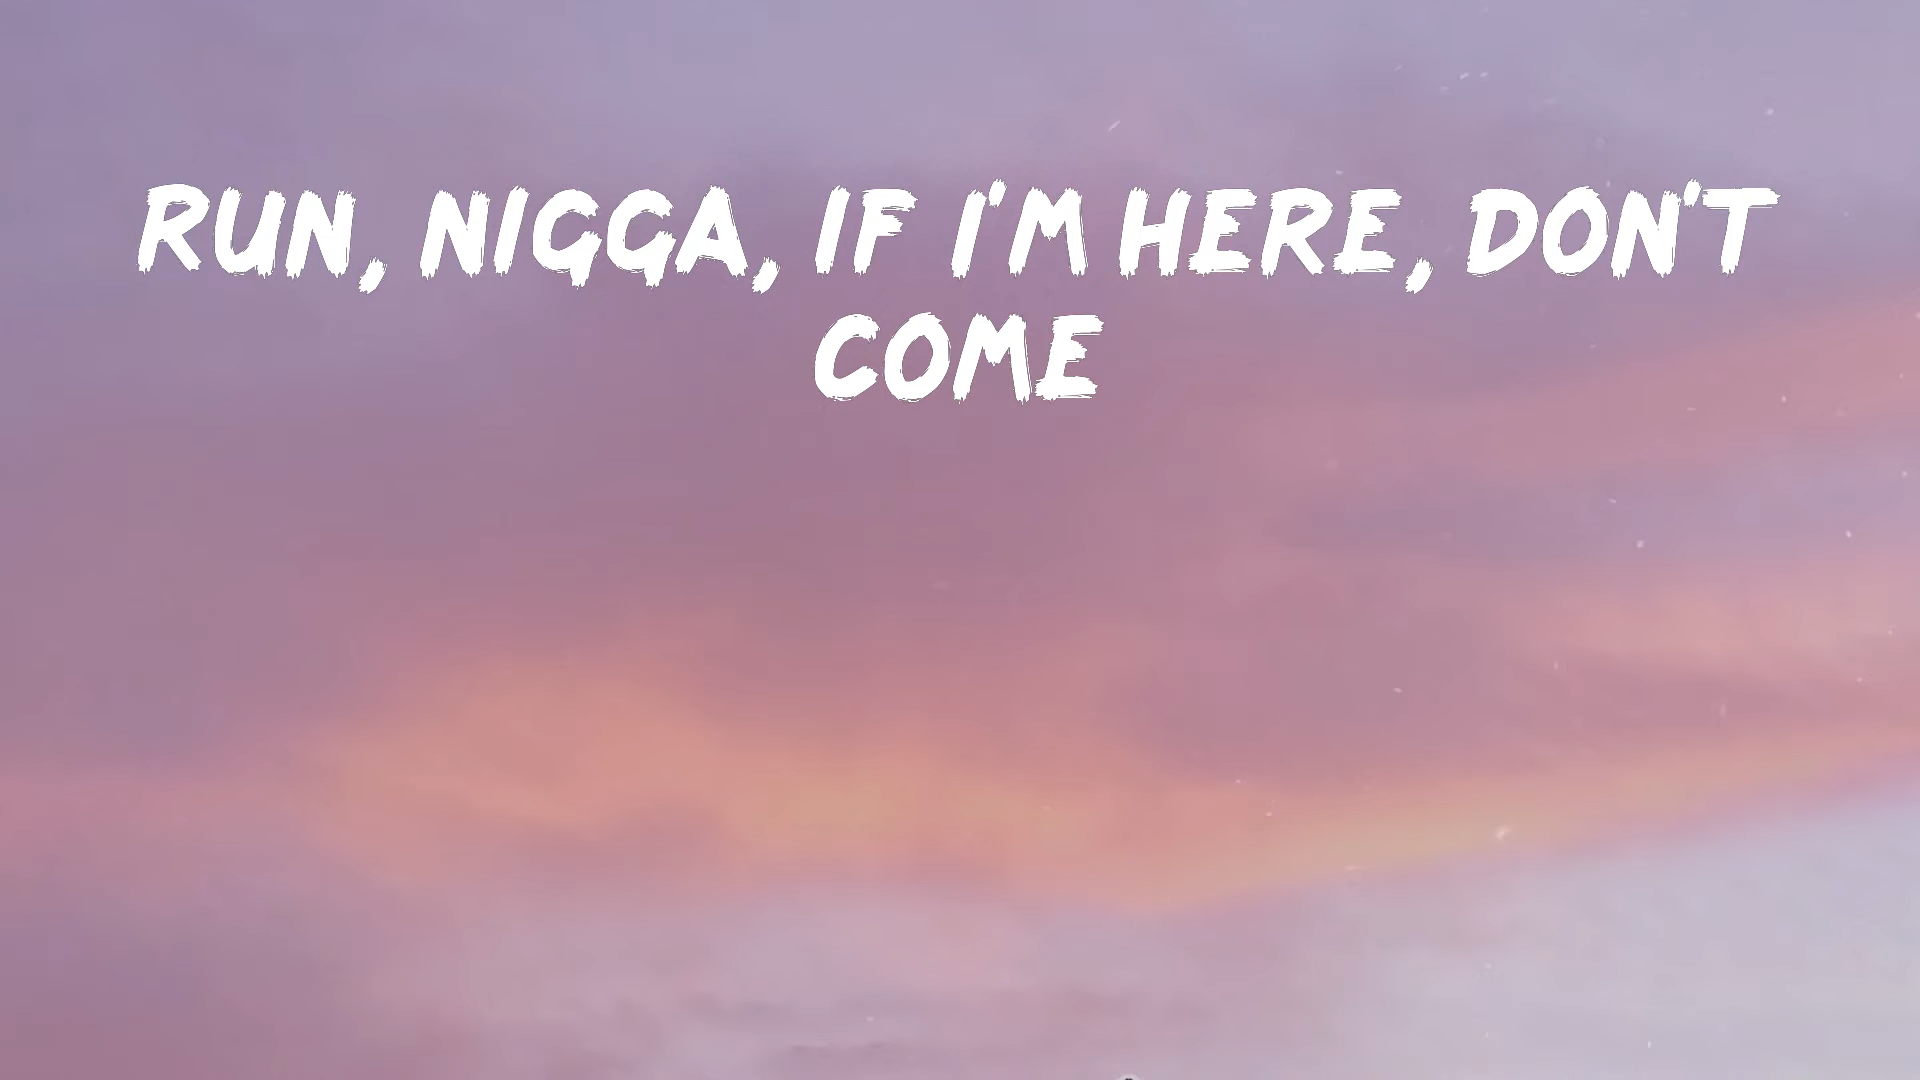 RUN, NIGGA, IF I'M HERE, DON'T
COME